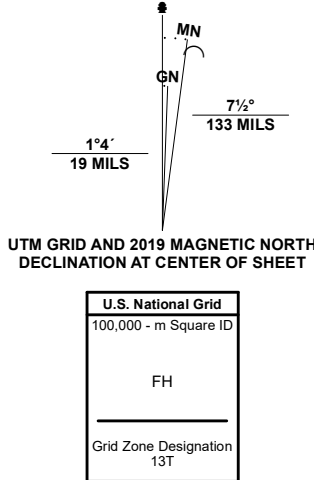 MN
GN
7½°
133 MILS
1°4´
19 MILS
UTM GRID AND 2019 MAGNETIC NORTH
DECLINATION AT CENTER OF SHEET
U.S. National Grid
100,000 - m Square ID
FH
Grid Zone Designation
13T